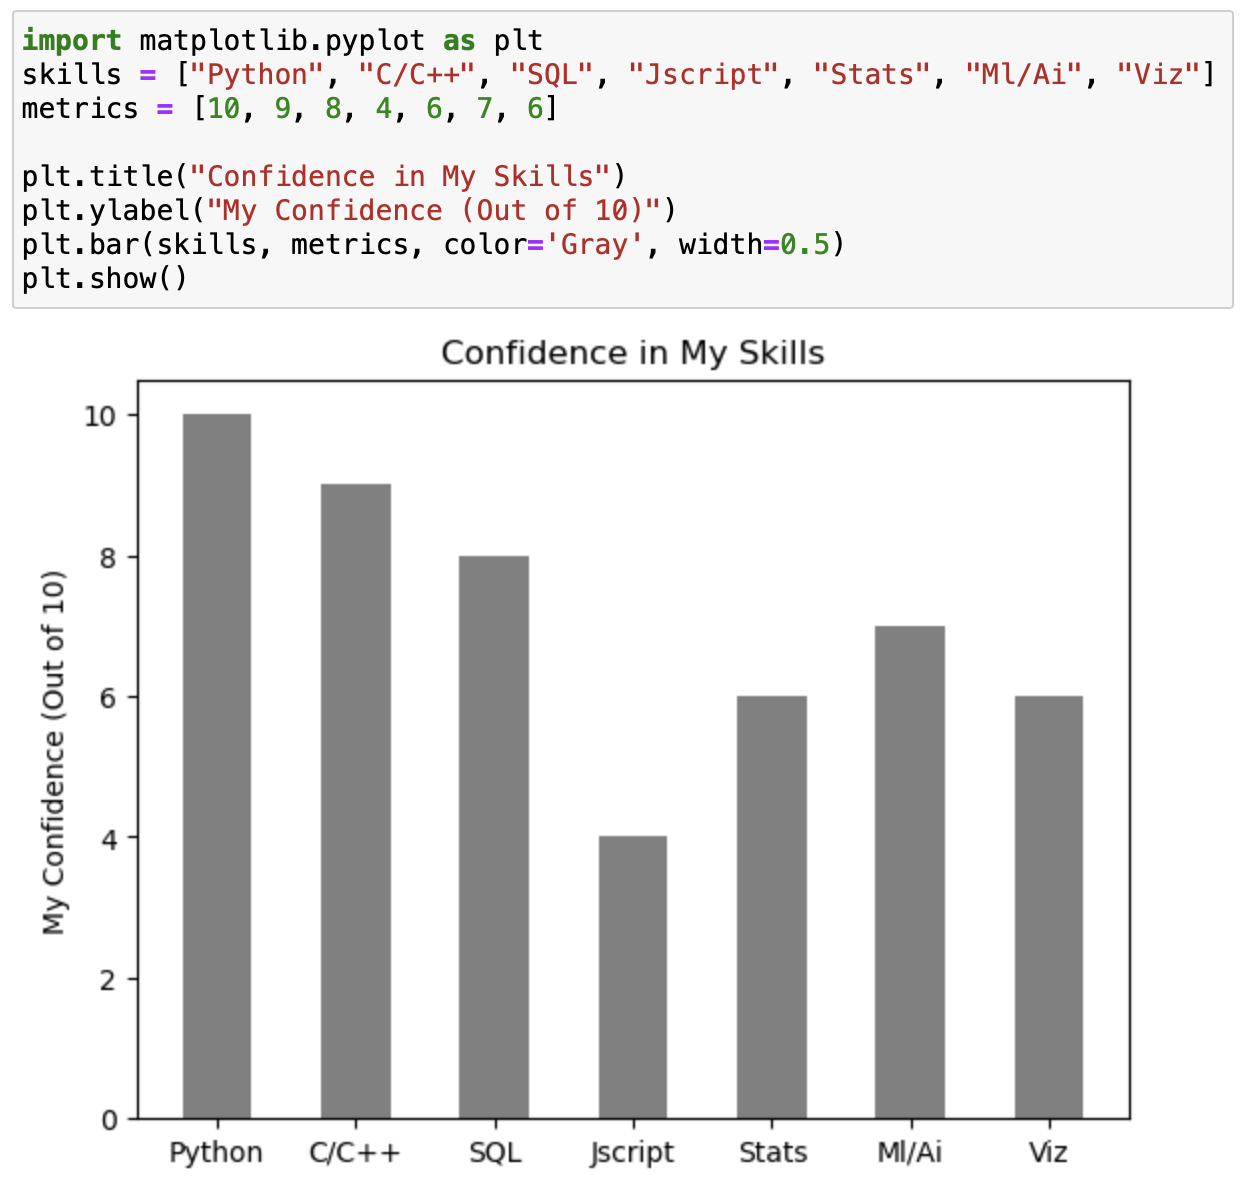 import matplotlib.pyplot as plt
skills = ["Python", "C/C++", "SQL", "Jscript", "Stats", "Ml/Ai", "Viz"]
metrics = [10, 9, 8, 4, 6, 7, 6]
plt.title("Confidence in My Skills")
plt.ylabel("My Confidence (Out of 10)")
plt.bar(skills, metrics, color='Gray', width=0.5)
plt.show()
Confidence in My Skills
My Confidence (Out of 10)
10
8
6
4
2
0
Python C/C++ SQL Jscript Stats Ml/Ai Viz